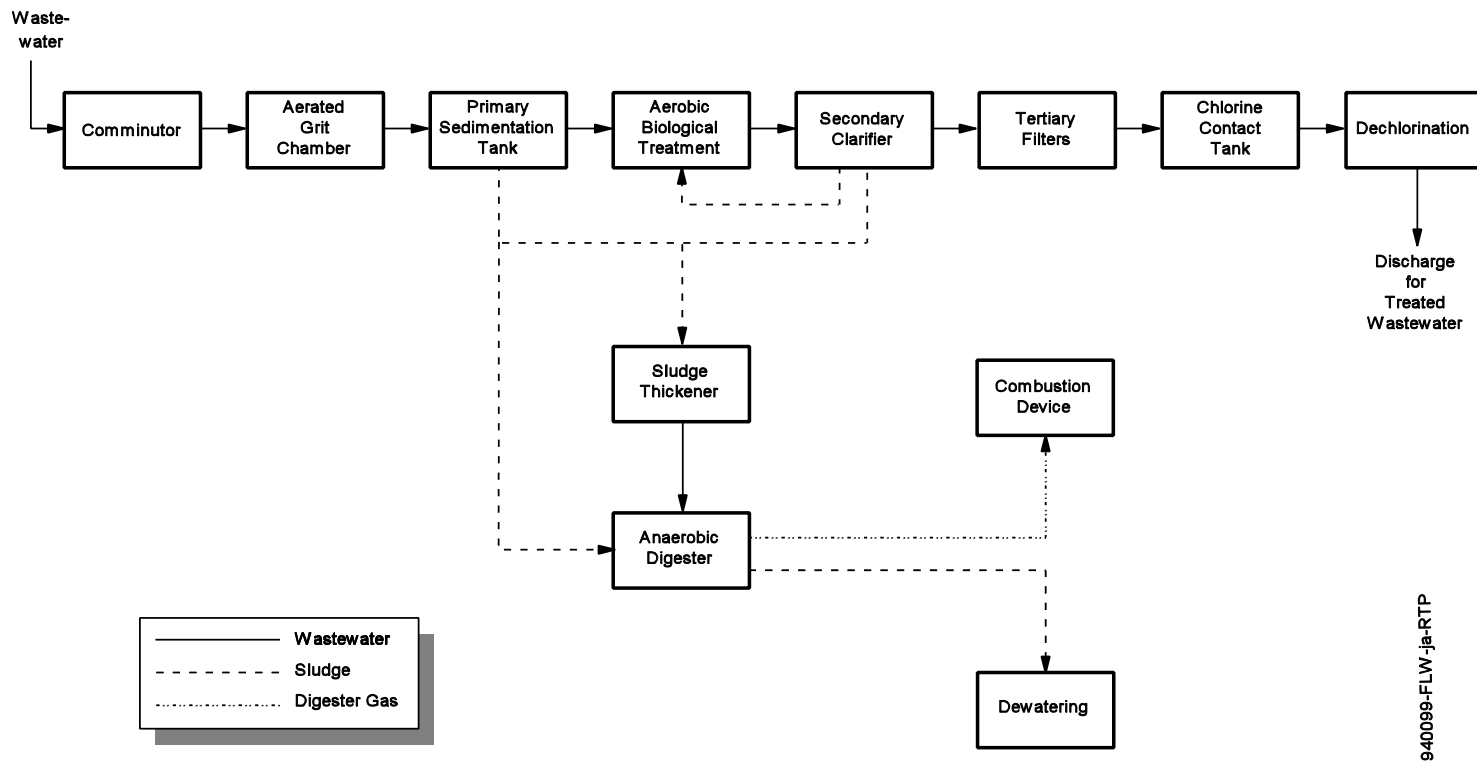 Waste-
water
Comminutor
Aerated
Grit
Chamber
Primary
Sedimentation
Tank
Aerobic
Biological
Treatment
Secondary
Clarifier
Tertiary
Filters
Chlorine
Contact
Tank
Dechlorination
Discharge
for
Treated
Wastewater
Sludge
Thickener
Combustion
Device
Anaerobic
Digester
Dewatering
Wastewater
Sludge
Digester Gas
940099-FLW-ja-RTP